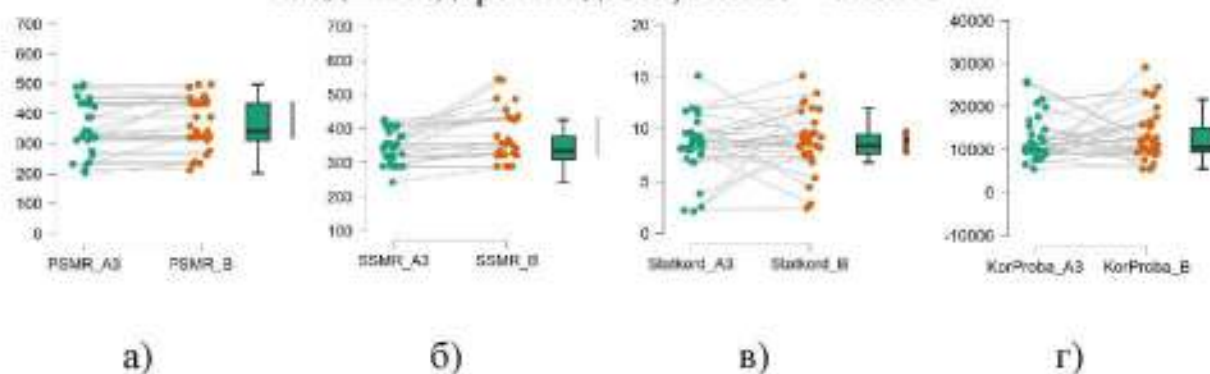 700 600 500 400 300 200 100 0
PSMR_A3 PSMR_B
700 600 500 400 300 200 100
SSMR_A3 SSMR_B
20 15 10 5 0
Statkord_A3 Statkord_B
40000 30000 20000 10000 0 -10000
KorProba_A3 KorProba_B
а) б) в) г)